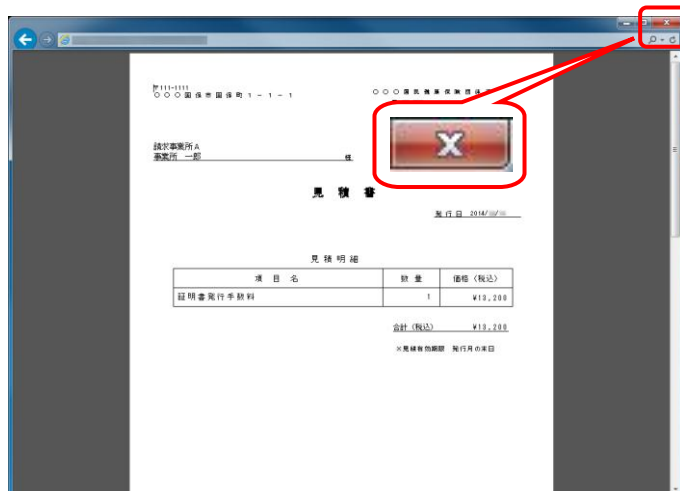 〒111-1111
○○○国保市国保町1-1-1
○○○国民健康保険団体
請求事業所A
事業所 一郎 様
見積書
発行日 2014/
見積明細
項目名 数量 価格（税込）
証明書発行手数料 1 ¥13,200
合計（税込） ¥13,200
※見積有効期限 発行月の末日